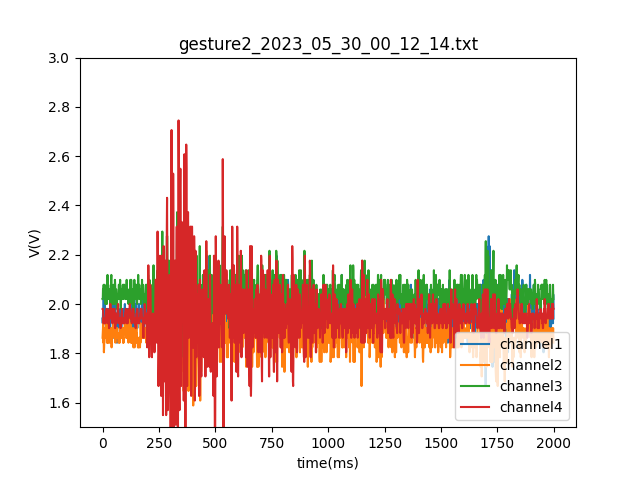 gesture2_2023_05_30_00_12_14.txt
3.0
2.8
2.6
2.4
2.2
2.0
1.8
1.6
V(V)
0 250 500 750 1000 1250 1500 1750 2000
time(ms)
channel1
channel2
channel3
channel4